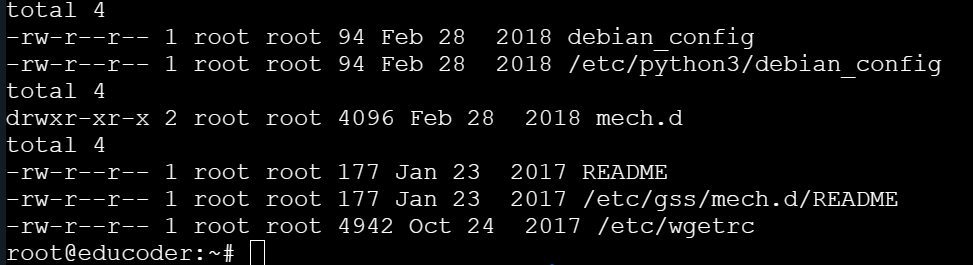 total 4
-rw-r--r-- 1 root root 94 Feb 28  2018 debian_config
-rw-r--r-- 1 root root 94 Feb 28  2018 /etc/python3/debian_config
total 4
drwxr-xr-x 2 root root 4096 Feb 28  2018 mech.d
total 4
-rw-r--r-- 1 root root 177 Jan 23  2017 README
-rw-r--r-- 1 root root 177 Jan 23  2017 /etc/gss/mech.d/README
-rw-r--r-- 1 root root 4942 Oct 24  2017 /etc/wgetrc
root@educoder:~#